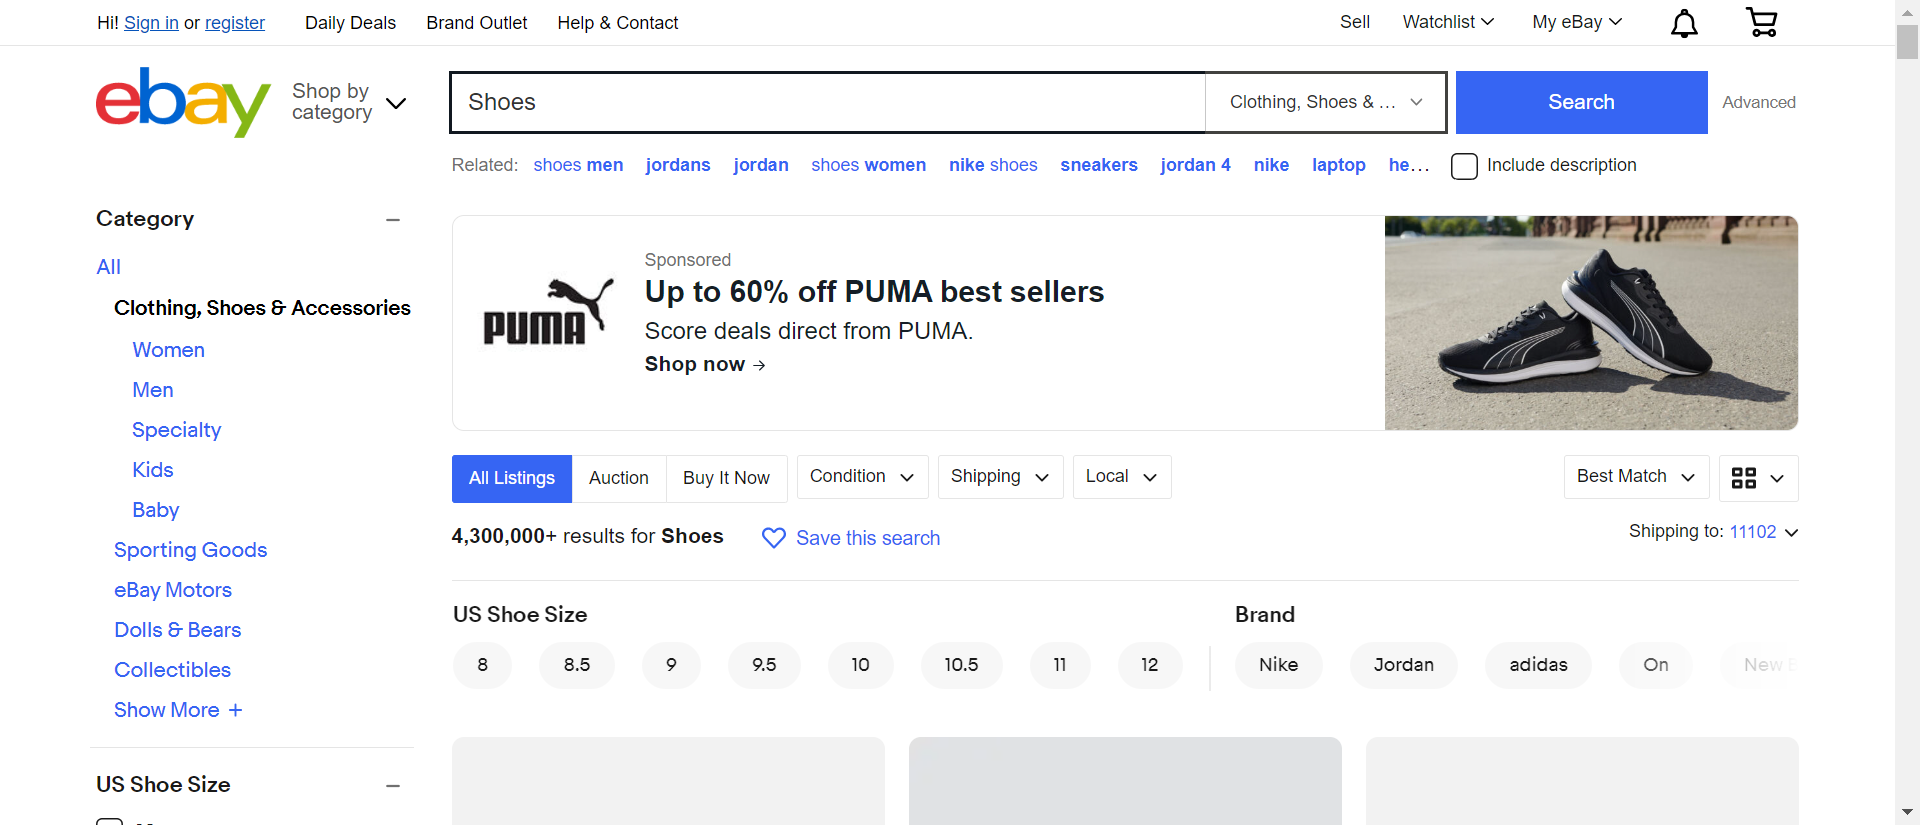 Hi! Sign in or register Daily Deals Brand Outlet Help & Contact Sell Watchlist My eBay
ebay
Shop by
category
Shoes Clothing, Shoes & ... Search Advanced
Related: shoes men jordans jordan shoes women nike shoes sneakers jordan 4 nike laptop he... Include description
Category
All
Clothing, Shoes & Accessories
Women
Men
Specialty
Kids
Baby
Sporting Goods
eBay Motors
Dolls & Bears
Collectibles
Show More +
US Shoe Size
Sponsored
PUMA
Up to 60% off PUMA best sellers
Score deals direct from PUMA.
Shop now →
All Listings Auction Buy It Now Condition Shipping Local Best Match
4,300,000+ results for Shoes Save this search Shipping to: 11102
US Shoe Size Brand
8 8.5 9 9.5 10 10.5 11 12 Nike Jordan adidas On New